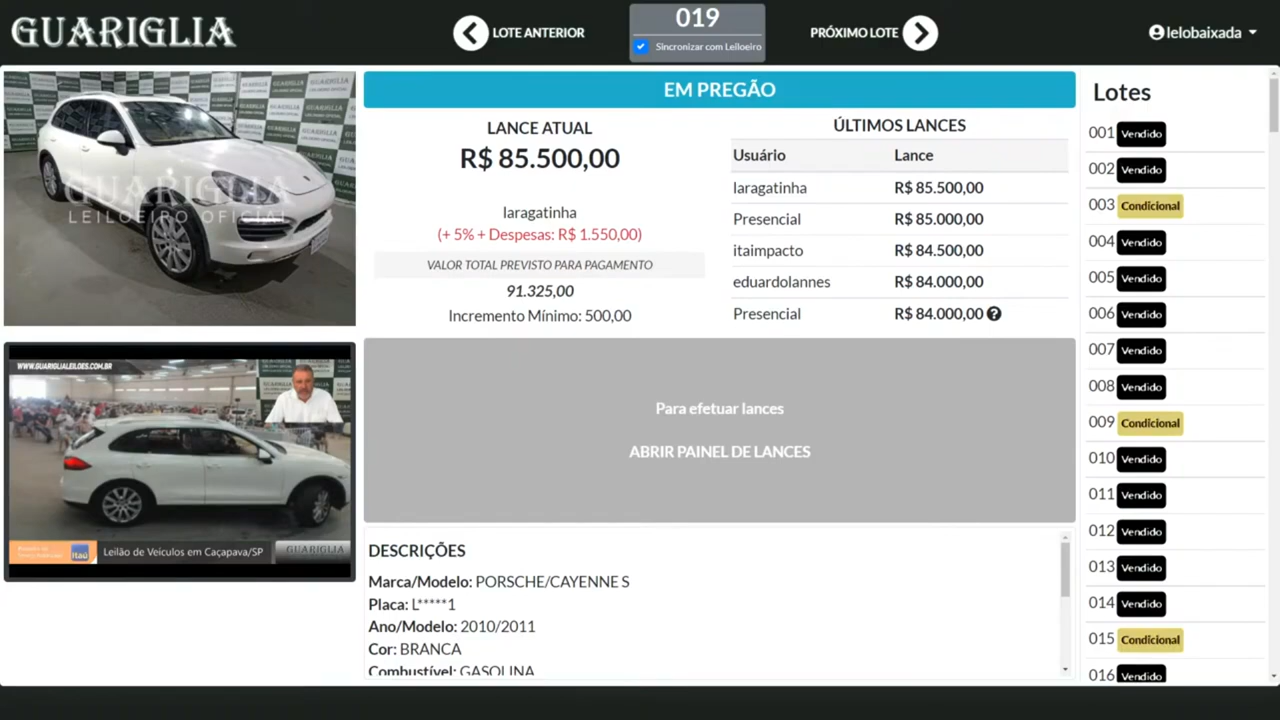 GUARIGLIA
LOTE ANTERIOR
019
Sincronizar com Leiloeiro
PRÓXIMO LOTE
lelobaixada
GUARIGLIA
LEILOEIRO OFICIAL
WWW.GUARIGLIALEILOES.COM.BR
itaú
Leilão de Veículos em Caçapava/SP
GUARIGLIA
EM PREGÃO
LANCE ATUAL
R$ 85.500,00
laragatinha
(+ 5% + Despesas: R$ 1.550,00)
VALOR TOTAL PREVISTO PARA PAGAMENTO
91.325,00
Incremento Mínimo: 500,00
ÚLTIMOS LANCES
Usuário Lance
laragatinha R$ 85.500,00
Presencial R$ 85.000,00
itaimpacto R$ 84.500,00
eduardolannes R$ 84.000,00
Presencial R$ 84.000,00
Para efetuar lances
ABRIR PAINEL DE LANCES
DESCRIÇÕES
Marca/Modelo: PORSCHE/CAYENNE S
Placa: L*****1
Ano/Modelo: 2010/2011
Cor: BRANCA
Combustível: GASOLINA
Lotes
001 Vendido
002 Vendido
003 Condicional
004 Vendido
005 Vendido
006 Vendido
007 Vendido
008 Vendido
009 Condicional
010 Vendido
011 Vendido
012 Vendido
013 Vendido
014 Vendido
015 Condicional
016 Vendido